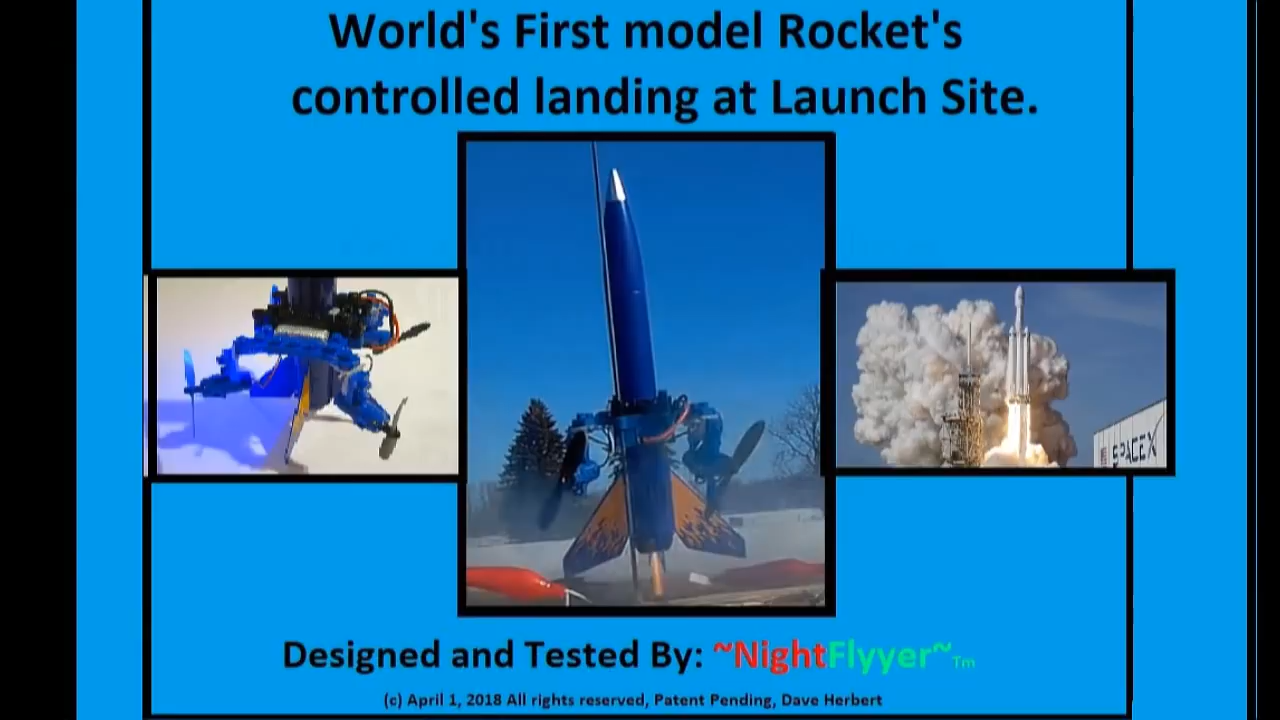 World's First model Rocket's
controlled landing at Launch Site.
SPACEX
Designed and Tested By: ~NightFlyyer~Tm
(c) April 1, 2018 All rights reserved, Patent Pending, Dave Herbert